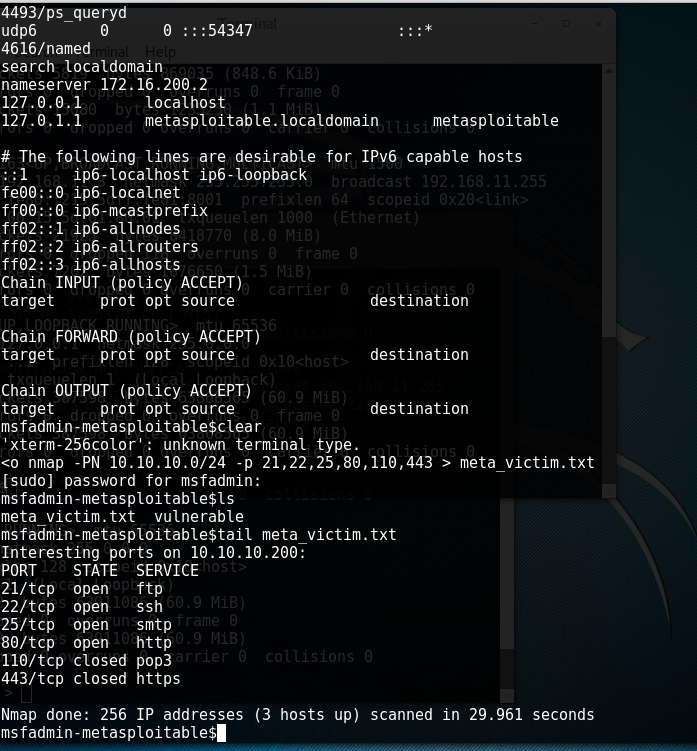 4493/ps_queryd
udp6       0      0 :::54347                :::*
4616/named
search localdomain
nameserver 172.16.200.2
127.0.0.1       localhost
127.0.1.1       metasploitable.localdomain      metasploitable
# The following lines are desirable for IPv6 capable hosts
::1     ip6-localhost ip6-loopback
fe00::0 ip6-localnet
ff00::0 ip6-mcastprefix
ff02::1 ip6-allnodes
ff02::2 ip6-allrouters
ff02::3 ip6-allhosts
Chain INPUT (policy ACCEPT)
target     prot opt source               destination
Chain FORWARD (policy ACCEPT)
target     prot opt source               destination
Chain OUTPUT (policy ACCEPT)
target     prot opt source               destination
msfadmin-metasploitable$clear
'xterm-256color': unknown terminal type.
<o nmap -PN 10.10.10.0/24 -p 21,22,25,80,110,443 > meta_victim.txt
[sudo] password for msfadmin:
msfadmin-metasploitable$ls
meta_victim.txt  vulnerable
msfadmin-metasploitable$tail meta_victim.txt
Interesting ports on 10.10.10.200:
PORT    STATE  SERVICE
21/tcp  open   ftp
22/tcp  open   ssh
25/tcp  open   smtp
80/tcp  open   http
110/tcp closed pop3
443/tcp closed https
Nmap done: 256 IP addresses (3 hosts up) scanned in 29.961 seconds
msfadmin-metasploitable$